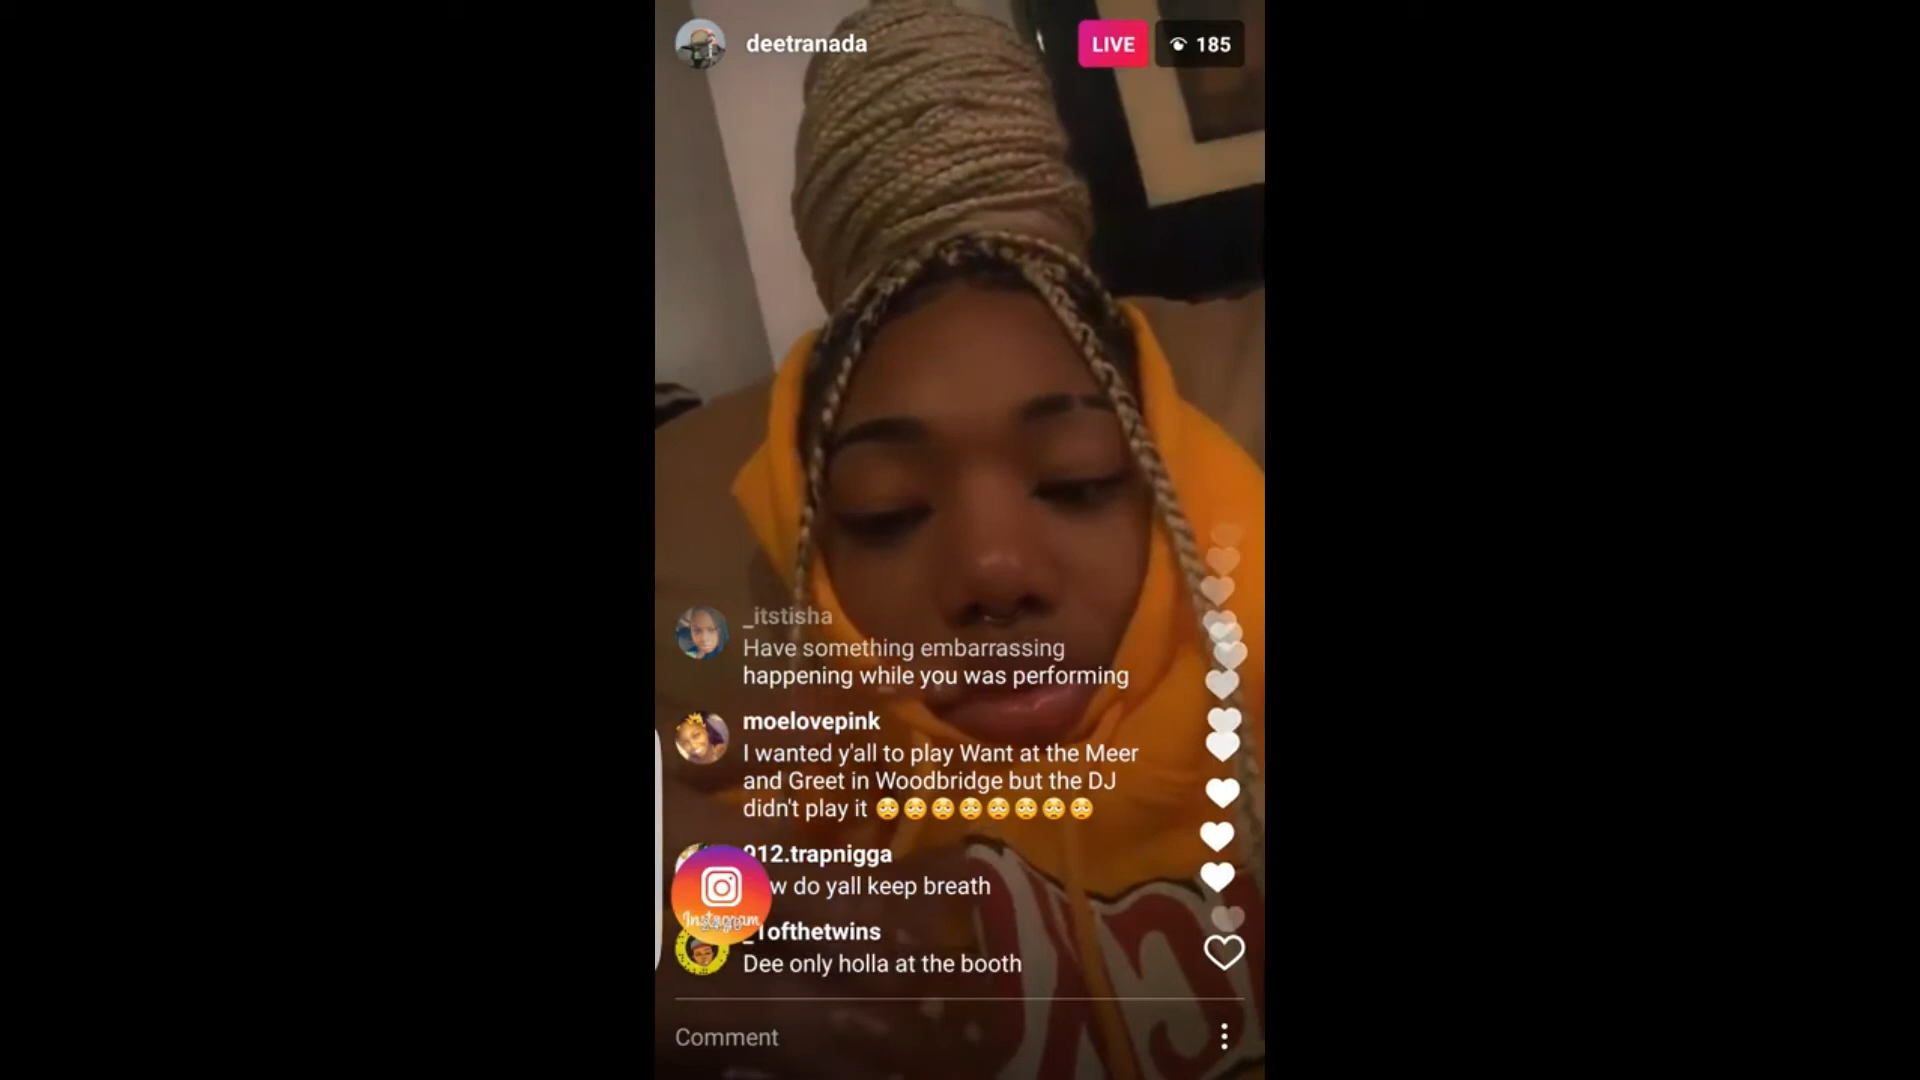 deetranada
LIVE
185
_itstisha
Have something embarrassing
happening while you was performing
moelovepink
I wanted y'all to play Want at the Meer
and Greet in Woodbridge but the DJ
didn't play it 😳😳😳😳😳😳😳😳
912.trapnigga
w do yall keep breath
Instagram
_1ofthetwins
Dee only holla at the booth
Comment